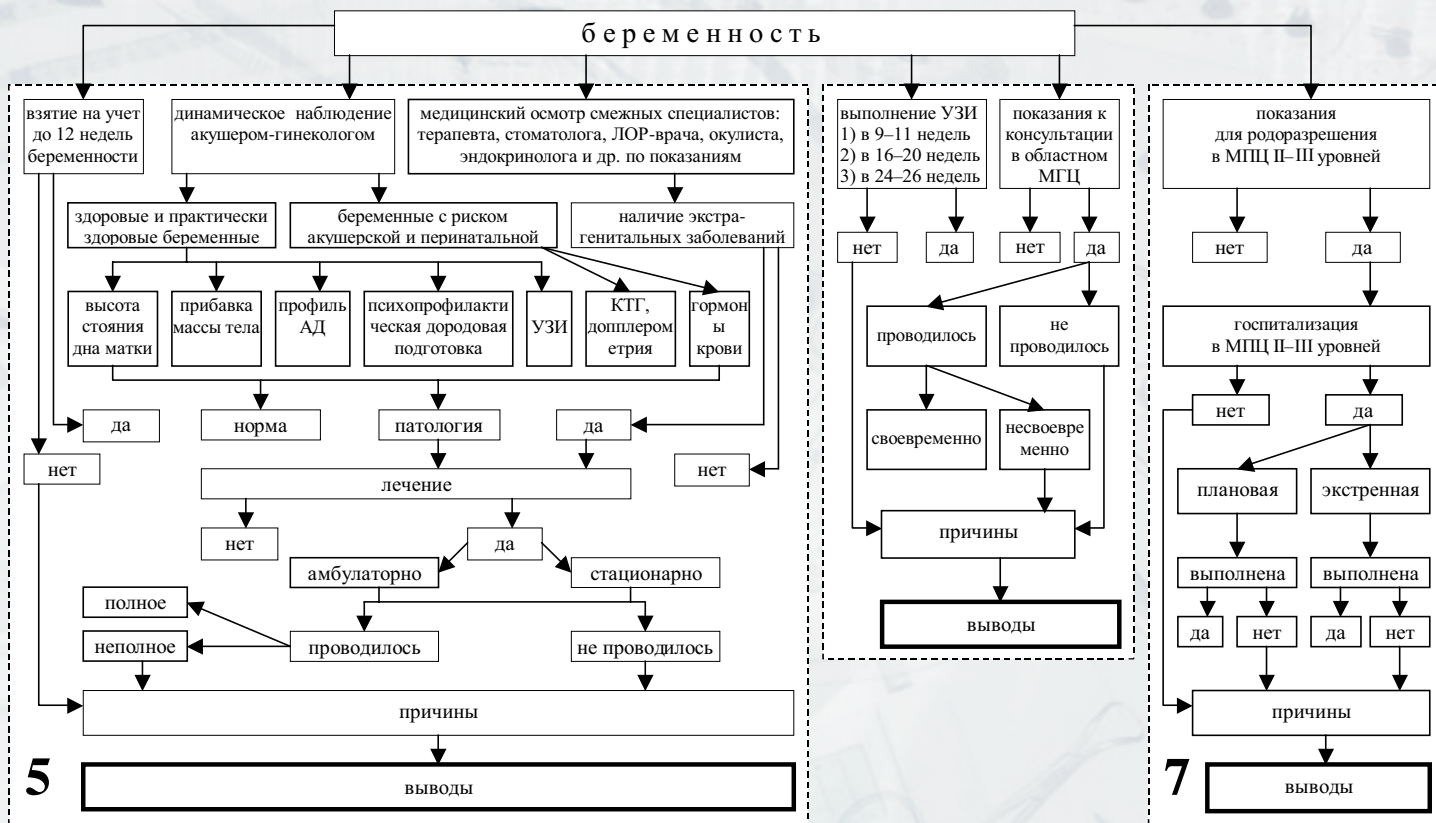 беременность
взятие на учет
до 12 недель
беременности
динамическое наблюдение
акушером-гинекологом
медицинский осмотр смежных специалистов:
терапевта, стоматолога, ЛОР-врача, окулиста,
эндокринолога и др. по показаниям
выполнение УЗИ
1) в 9–11 недель
2) в 16–20 недель
3) в 24–26 недель
показания к
консультации
в областном
МГЦ
показания
для родоразрешения
в МПЦ II–III уровней
здоровые и практически
здоровые беременные
беременные с риском
акушерской и перинатальной
наличие экстра-
генитальных заболеваний
нет
да
нет
да
нет
да
высота
стояния
дна матки
прибавка
массы тела
профиль
АД
психопрофилакти
ческая дородовая
подготовка
УЗИ
КТГ,
допплером
етрия
гормон
ы
крови
проводилось
не
проводилось
госпитализация
в МПЦ II–III уровней
да
норма
патология
да
своевременно
несвоевре
менно
нет
да
нет
лечение
нет
плановая
экстренная
нет
да
причины
амбулаторно
стационарно
выполнена
выполнена
полное
неполное
проводилось
не проводилось
выводы
да
нет
да
нет
причины
причины
5
выводы
7
выводы